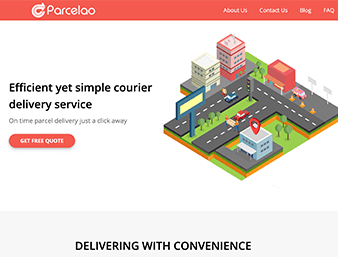 Parcelao
About Us Contact Us Blog FAQ
Efficient yet simple courier
delivery service
On time parcel delivery just a click away
GET FREE QUOTE
DELIVERING WITH CONVENIENCE